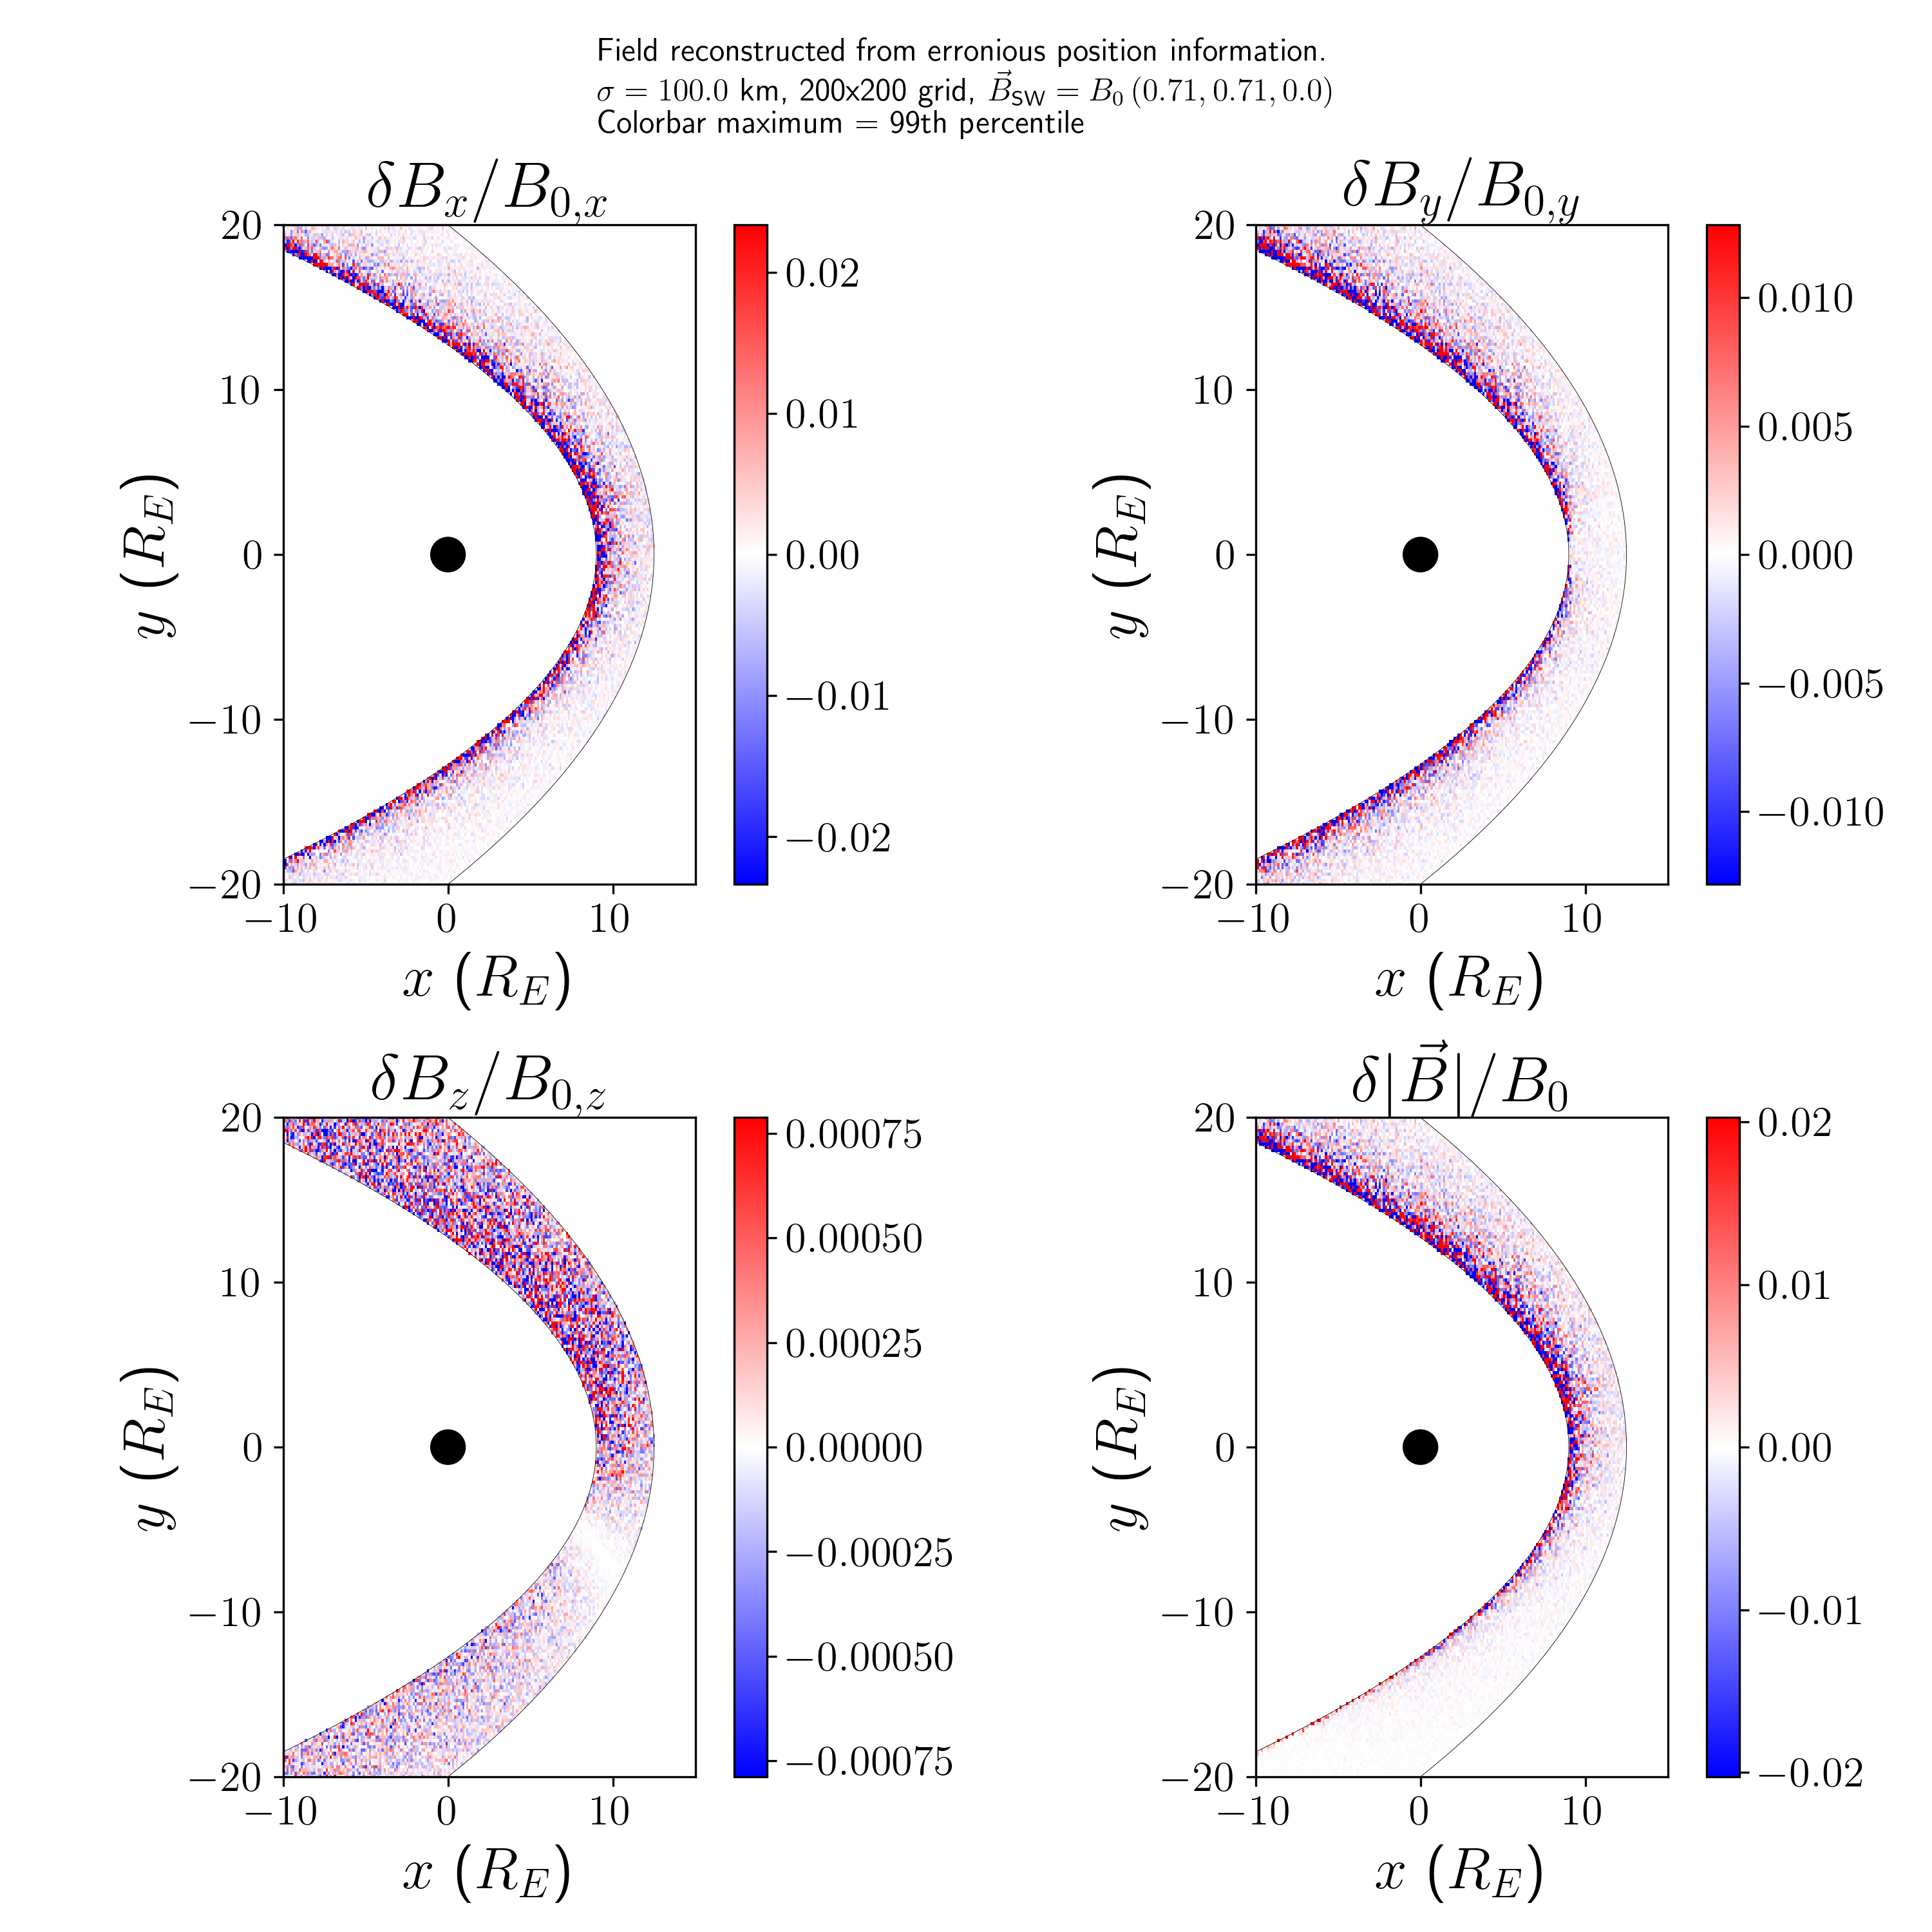 Field reconstructed from erronious position information.
σ = 100.0 km, 200x200 grid, B⃗_SW = B₀ (0.71, 0.71, 0.0)
Colorbar maximum = 99th percentile
δB_x/B_{0,x}
20
10
0
−10
−20
−10 0 10
x (R_E)
y (R_E)
0.02
0.01
0.00
−0.01
−0.02
δB_y/B_{0,y}
20
10
0
−10
−20
−10 0 10
x (R_E)
y (R_E)
0.010
0.005
0.000
−0.005
−0.010
δB_z/B_{0,z}
20
10
0
−10
−20
−10 0 10
x (R_E)
y (R_E)
0.00075
0.00050
0.00025
0.00000
−0.00025
−0.00050
−0.00075
δ|B⃗|/B₀
20
10
0
−10
−20
−10 0 10
x (R_E)
y (R_E)
0.02
0.01
0.00
−0.01
−0.02